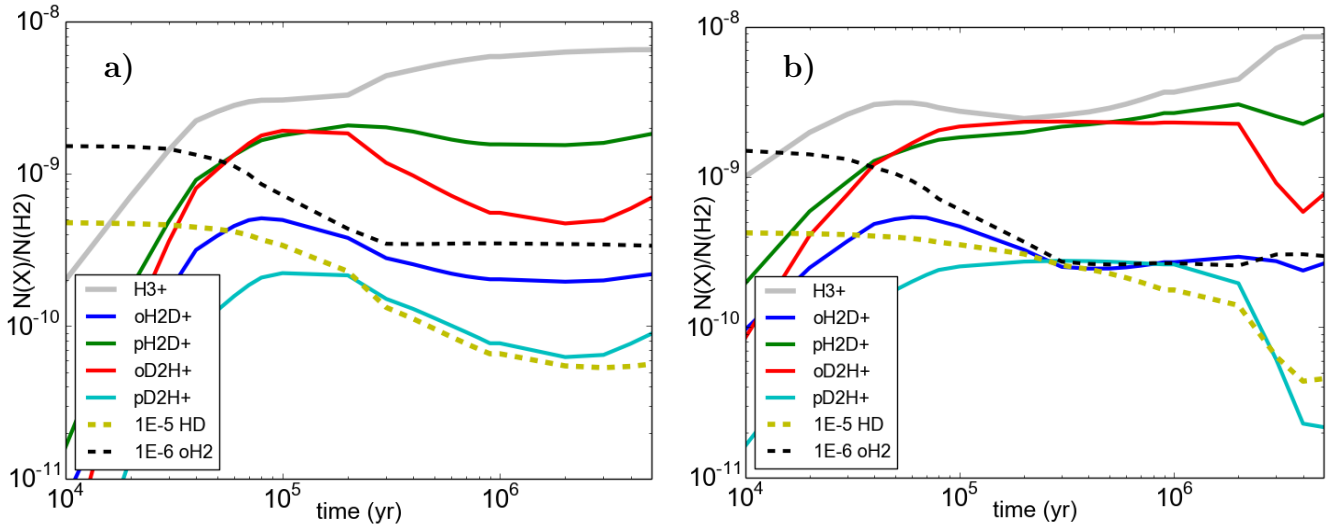 a)
10^-8
10^-9
10^-10
10^-11
N(X)/N(H2)
H3+
oH2D+
pH2D+
oD2H+
pD2H+
1E-5 HD
1E-6 oH2
10^4
10^5
10^6
time (yr)
b)
10^-8
10^-9
10^-10
10^-11
N(X)/N(H2)
H3+
oH2D+
pH2D+
oD2H+
pD2H+
1E-5 HD
1E-6 oH2
10^4
10^5
10^6
time (yr)